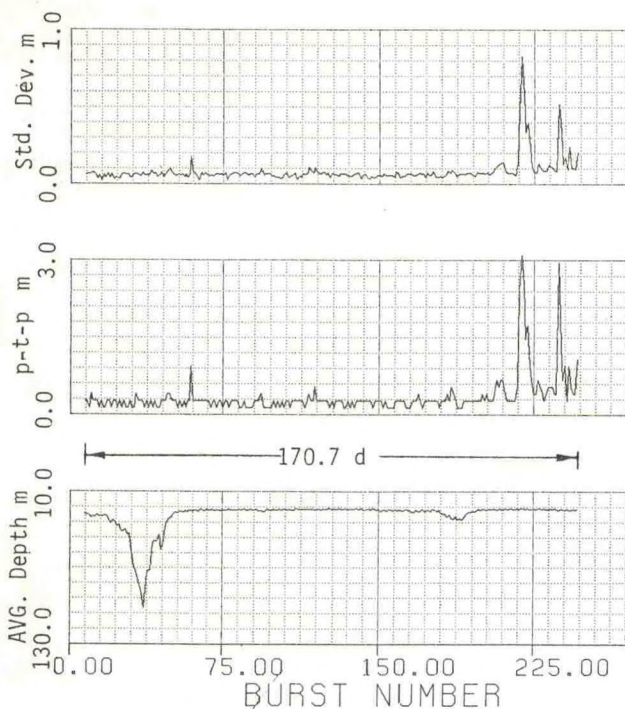 1.0
Std. Dev. m
0.0
3.0
p-t-p m
0.0
170.7 d
10.0
AVG. Depth m
130.0
0.00 75.00 150.00 225.00
BURST NUMBER